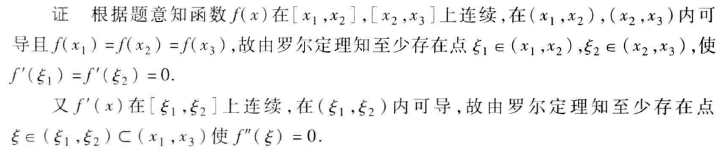 证 根据题意知函数 f(x) 在[x₁,x₂],[x₂,x₃]上连续,在(x₁,x₂),(x₂,x₃)内可
导且 f(x₁)=f(x₂)=f(x₃),故由罗尔定理知至少存在点 ξ₁∈(x₁,x₂),ξ₂∈(x₂,x₃),使
f′(ξ₁)=f′(ξ₂)=0.
又 f′(x)在[ξ₁,ξ₂]上连续,在(ξ₁,ξ₂)内可导,故由罗尔定理知至少存在点
ξ∈(ξ₁,ξ₂)⊂(x₁,x₃)使 f″(ξ)=0.